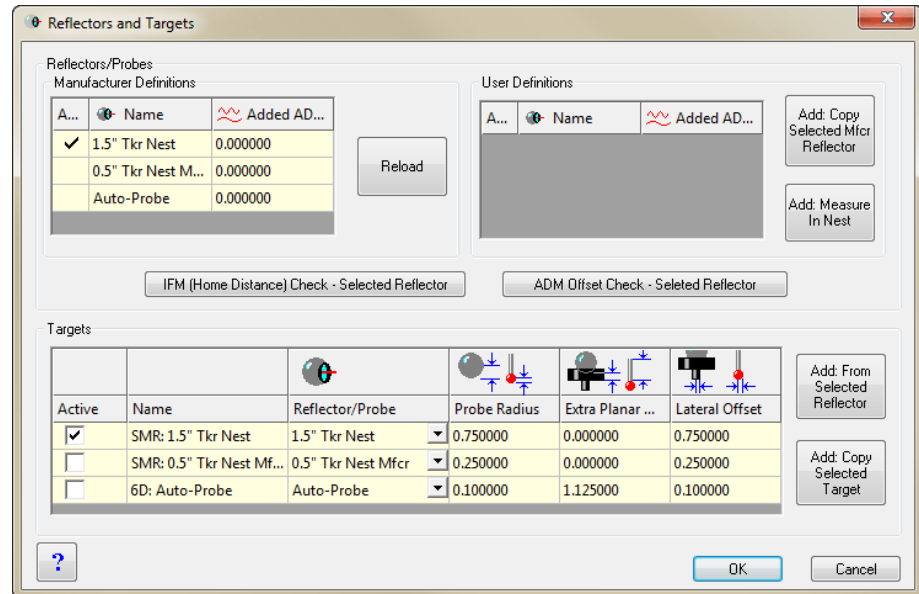 Reflectors and Targets
Reflectors/Probes
Manufacturer Definitions
A... Name Added AD...
1.5" Tkr Nest 0.000000
0.5" Tkr Nest M... 0.000000
Auto-Probe 0.000000
Reload
User Definitions
A... Name Added AD...
Add: Copy
Selected Mfcr
Reflector
Add: Measure
In Nest
IFM (Home Distance) Check - Selected Reflector
ADM Offset Check - Seleted Reflector
Targets
Active Name Reflector/Probe Probe Radius Extra Planar ... Lateral Offset
SMR: 1.5" Tkr Nest 1.5" Tkr Nest 0.750000 0.000000 0.750000
SMR: 0.5" Tkr Nest Mf... 0.5" Tkr Nest Mfcr 0.250000 0.000000 0.250000
6D: Auto-Probe Auto-Probe 0.100000 1.125000 0.100000
Add: From
Selected
Reflector
Add: Copy
Selected
Target
?
OK
Cancel